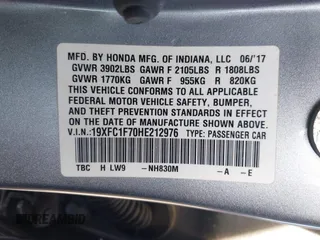 MFD. BY HONDA MFG. OF INDIANA, LLC 06/'17
GVWR 3902LBS GAWR F 2105LBS R 1808LBS
GVWR 1770KG GAWR F 955KG R 820KG
THIS VEHICLE CONFORMS TO ALL APPLICABLE
FEDERAL MOTOR VEHICLE SAFETY, BUMPER,
AND THEFT PREVENTION STANDARDS IN EFFECT
ON THE DATE OF MANUFACTURE SHOWN ABOVE.
V.I.N.:19XFC1F70HE212976 TYPE: PASSENGER CAR
TBC H LW9 -NH830M -A -E